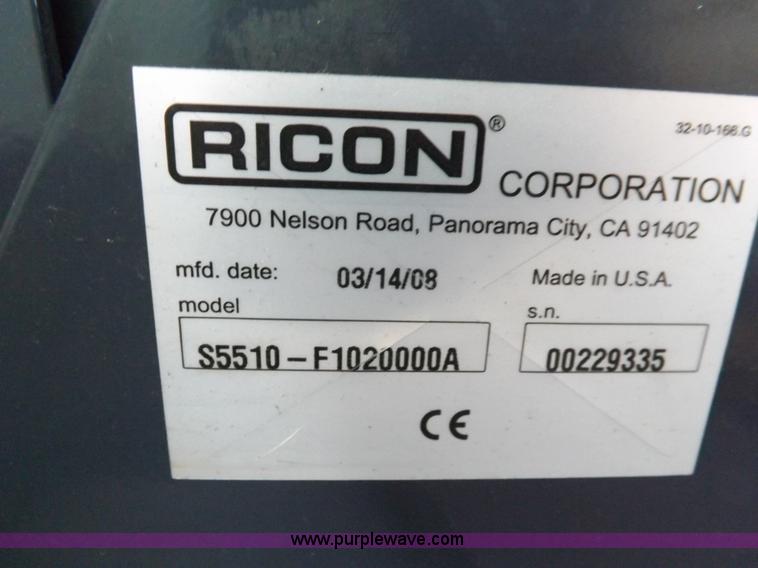 32-10-166.G
RICON®
CORPORATION
7900 Nelson Road, Panorama City, CA 91402
mfd. date: 03/14/08 Made in U.S.A.
model s.n.
S5510-F1020000A 00229335
CE
www.purplewave.com